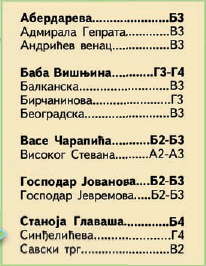 Абердарева............Б3
Адмирала Гепрата......В3
Андрићев венац........В3
Баба Вишњина..........Г3-Г4
Балканска.............В3
Бирчанинова...........Г3
Београдска............В3
Васе Чарапића.........Б2-Б3
Високог Стевана.......А2-А3
Господар Јованова.....Б2-Б3
Господар Јевремова....Б2-Б3
Станоја Главаша.......Б4
Синђелићева...........Г4
Савски трг............В2